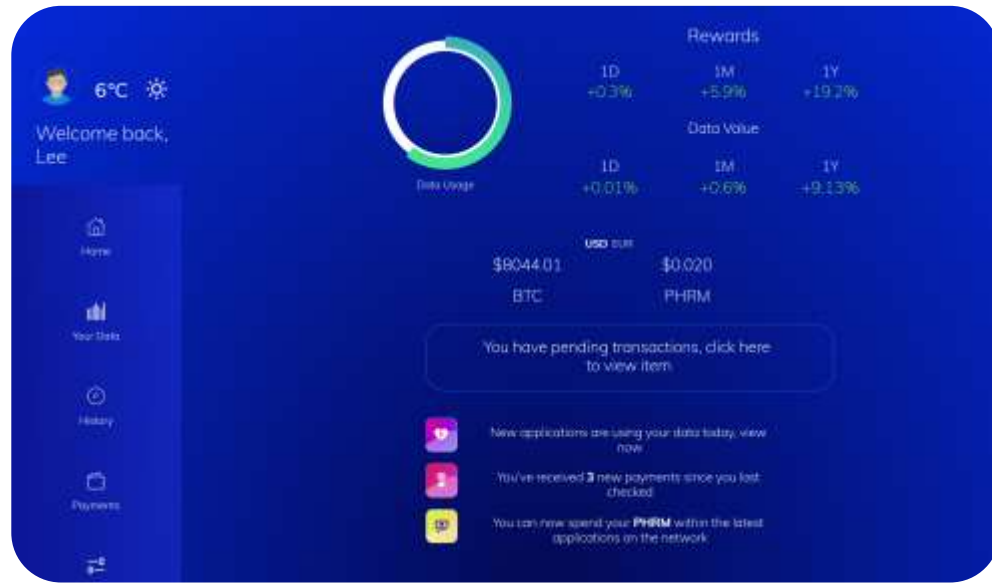 6°C
Welcome back,
Lee
Home
Your Data
History
Payments
Data Usage
Rewards
1D 1M 1Y
+0.3% +5.9% +19.2%
Data Value
1D 1M 1Y
+0.01% +0.6% +9.13%
USD EUR
$8044.01 $0.020
BTC PHRM
You have pending transactions, click here
to view item
New applications are using your data today, view
now
You've received 3 new payments since you last
checked
You can now spend your PHRM within the latest
applications on the network